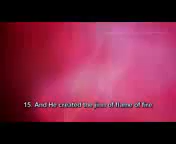 15. And He created the jinn of flame of fire.